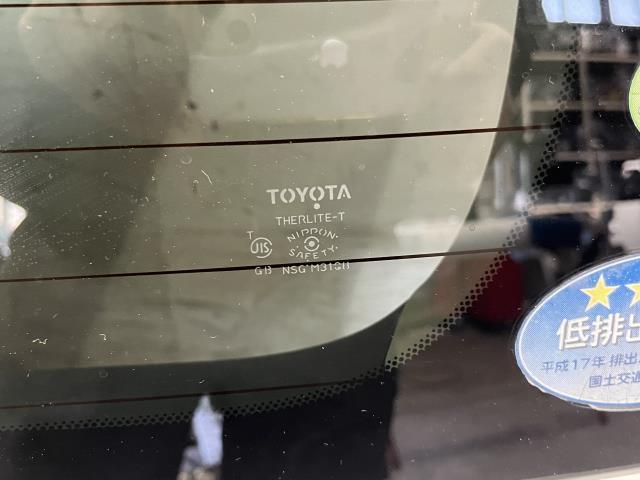 TOYOTA
THERLITE-T
T
JIS
NIPPON
SAFETY
GB NSG
低排出
平成17年 排出
国土交通